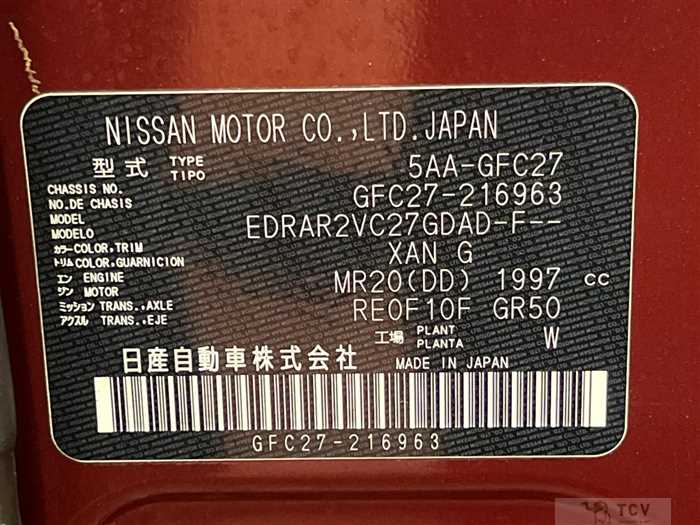 NISSAN MOTOR CO.,LTD.JAPAN
型式 TYPE TIPO 5AA-GFC27
CHASSIS NO. NO.DE CHASIS GFC27-216963
MODEL MODELO EDRAR2VC27GDAD-F--
カラー COLOR,TRIM トリム COLOR,GUARNICION XAN G
エンジン ENGINE MOTOR MR20(DD) 1997 cc
ミッション TRANS.,AXLE アクスル TRANS.,EJE RE0F10F GR50
工場 PLANT PLANTA W
日産自動車株式会社 MADE IN JAPAN
GFC27-216963
TCV